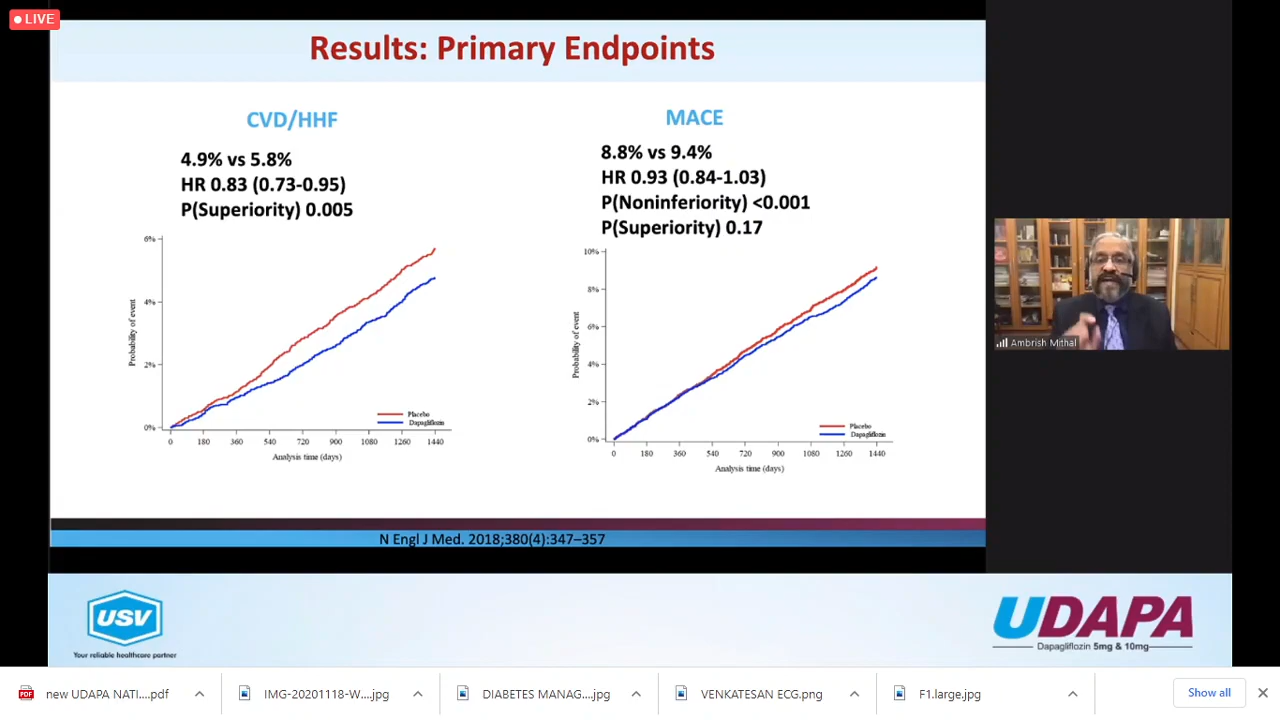 LIVE
Results: Primary Endpoints
CVD/HHF
4.9% vs 5.8%
HR 0.83 (0.73-0.95)
P(Superiority) 0.005
6%
4%
2%
0%
Probability of event
Placebo
Dapagliflozin
0 180 360 540 720 900 1080 1260 1440
Analysis time (days)
MACE
8.8% vs 9.4%
HR 0.93 (0.84-1.03)
P(Noninferiority) <0.001
P(Superiority) 0.17
10%
8%
6%
4%
2%
0%
Probability of event
Placebo
Dapagliflozin
0 180 360 540 720 900 1080 1260 1440
Analysis time (days)
Ambrish Mithal
N Engl J Med. 2018;380(4):347–357
USV
Your reliable healthcare partner
UDAPA
Dapagliflozin 5mg & 10mg
PDF
new UDAPA NATI....pdf
IMG-20201118-W....jpg
DIABETES MANAG....jpg
VENKATESAN ECG.png
F1.large.jpg
Show all